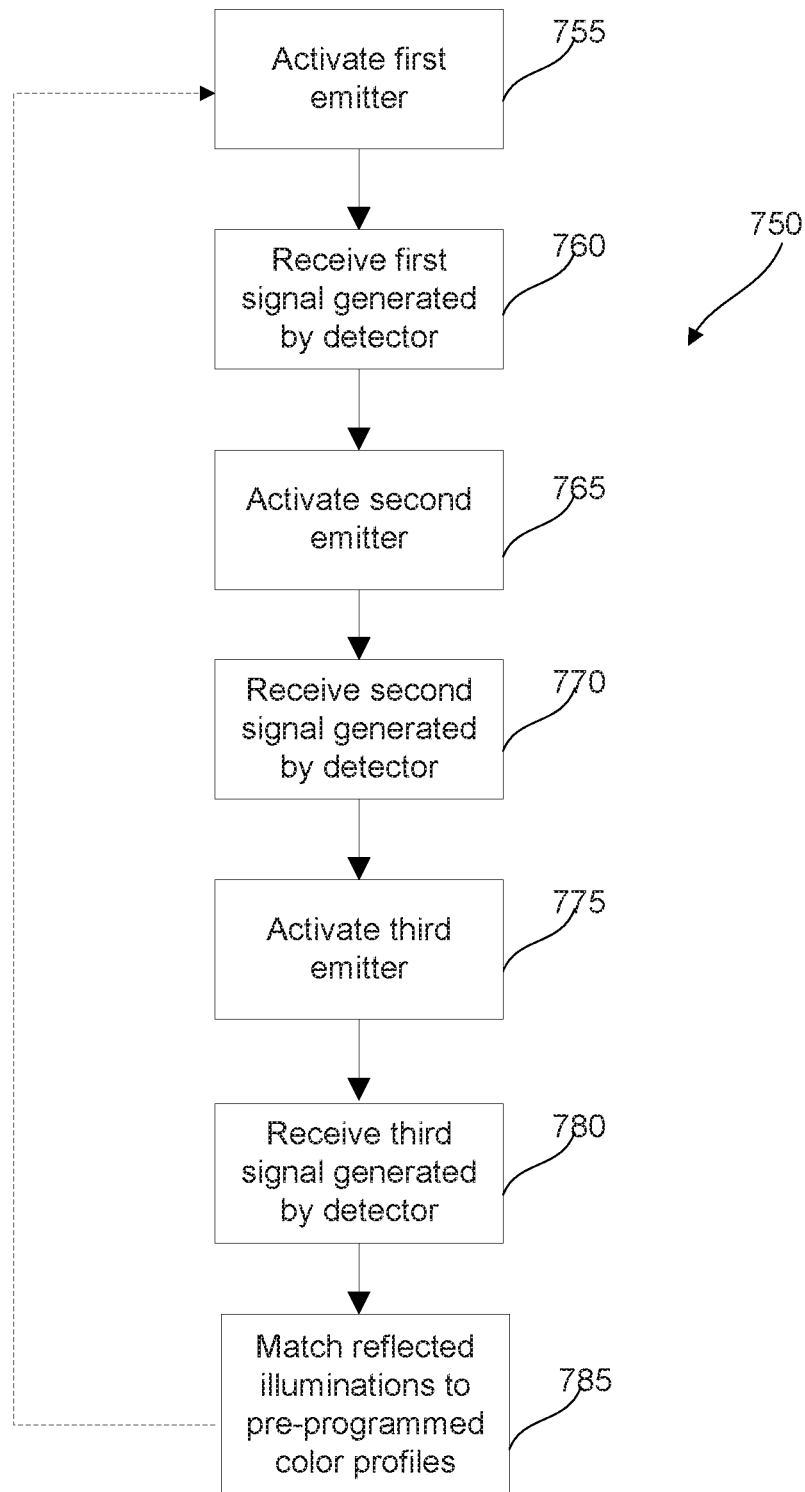 755
Activate first
emitter
750
760
Receive first
signal generated
by detector
765
Activate second
emitter
770
Receive second
signal generated
by detector
775
Activate third
emitter
780
Receive third
signal generated
by detector
785
Match reflected
illuminations to
pre-programmed
color profiles